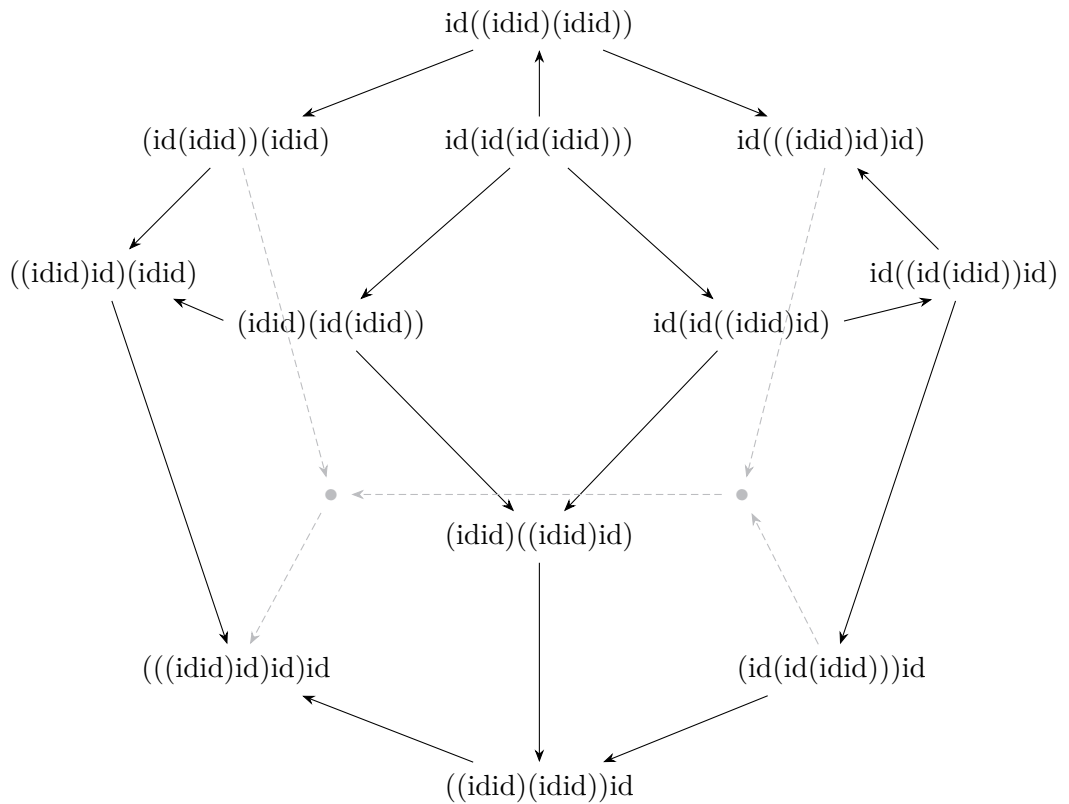 id((idid)(idid))
(id(idid))(idid)
id(id(id(idid)))
id(((idid)id)id)
((idid)id)(idid)
id((id(idid))id)
(idid)(id(idid))
id(id((idid)id)
(idid)((idid)id)
(((idid)id)id)id
(id(id(idid)))id
((idid)(idid))id